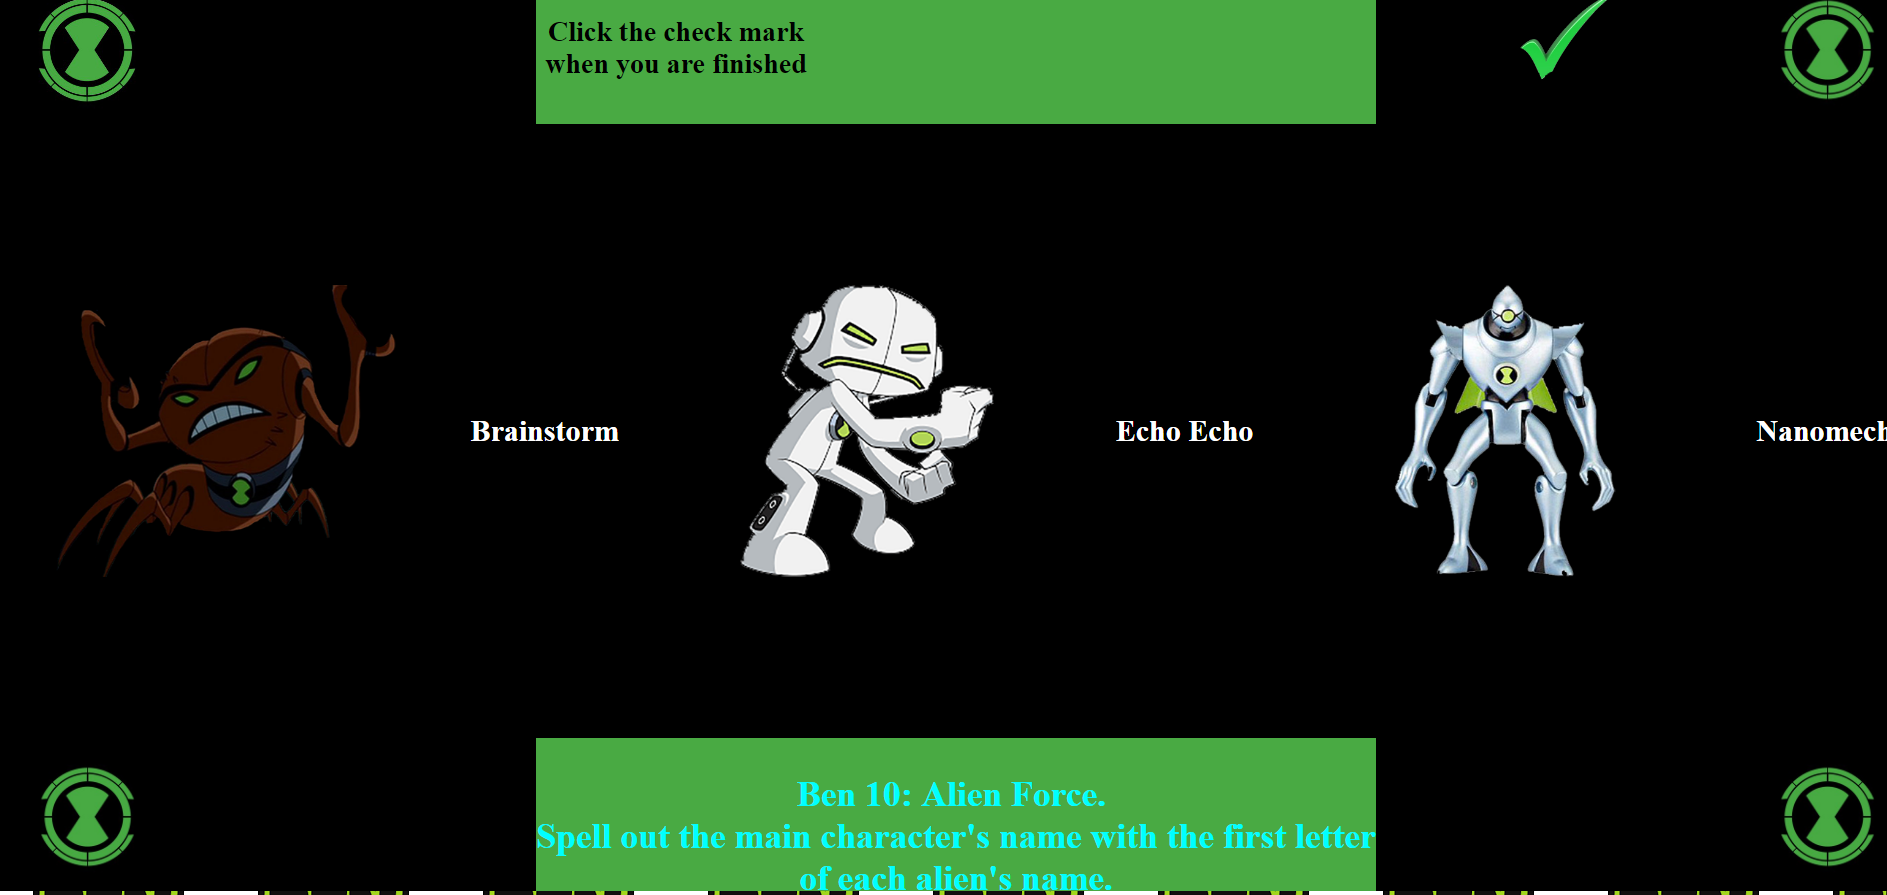 Click the check mark
when you are finished
Brainstorm
Echo Echo
Nanomech
Ben 10: Alien Force.
Spell out the main character's name with the first letter
of each alien's name.